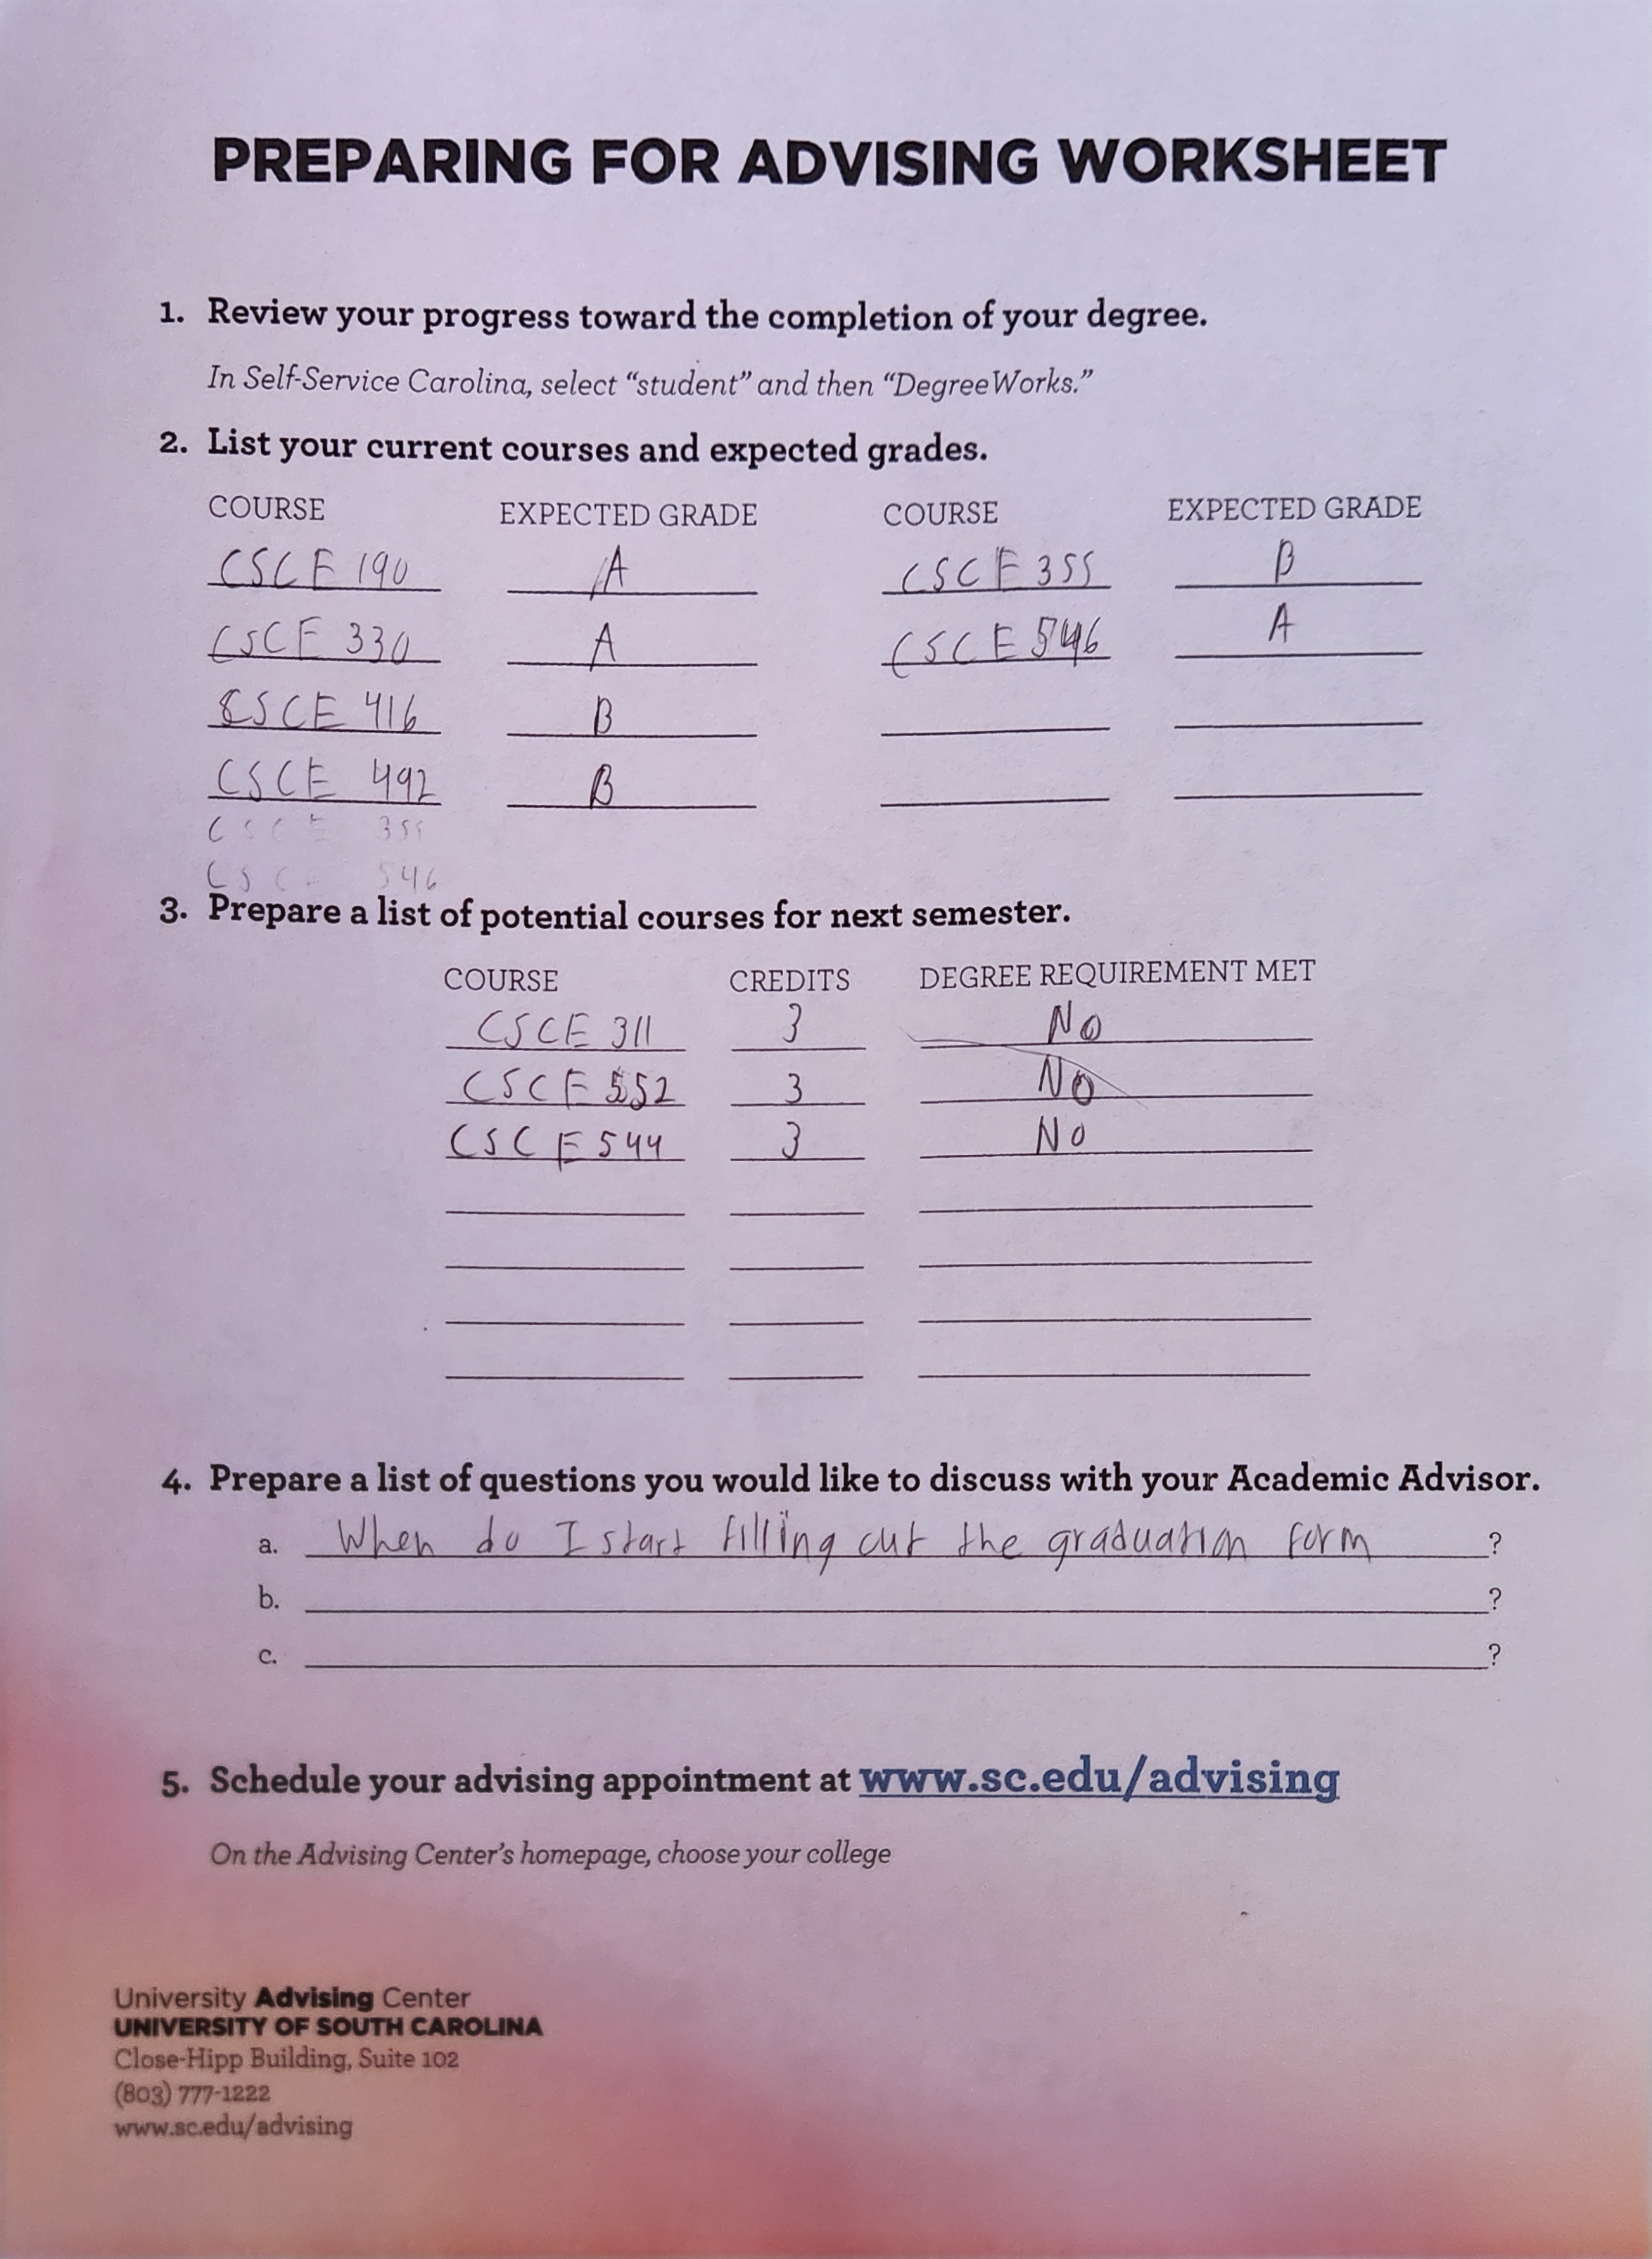 PREPARING FOR ADVISING WORKSHEET
1. Review your progress toward the completion of your degree.
In Self-Service Carolina, select “student” and then “DegreeWorks.”
2. List your current courses and expected grades.
COURSE EXPECTED GRADE COURSE EXPECTED GRADE
CSCE 190 A CSCE 355 B
CSCE 330 A CSCE 546 A
CSCE 416 B
CSCE 492 B
CSCE 355
CSCE 546
3. Prepare a list of potential courses for next semester.
COURSE CREDITS DEGREE REQUIREMENT MET
CSCE 311 3 No
CSCE 552 3 No
CSCE 544 3 No
4. Prepare a list of questions you would like to discuss with your Academic Advisor.
a. When do I start filling out the graduation form ?
b. ?
c. ?
5. Schedule your advising appointment at www.sc.edu/advising
On the Advising Center’s homepage, choose your college
University Advising Center
UNIVERSITY OF SOUTH CAROLINA
Close-Hipp Building, Suite 102
(803) 777-1222
www.sc.edu/advising